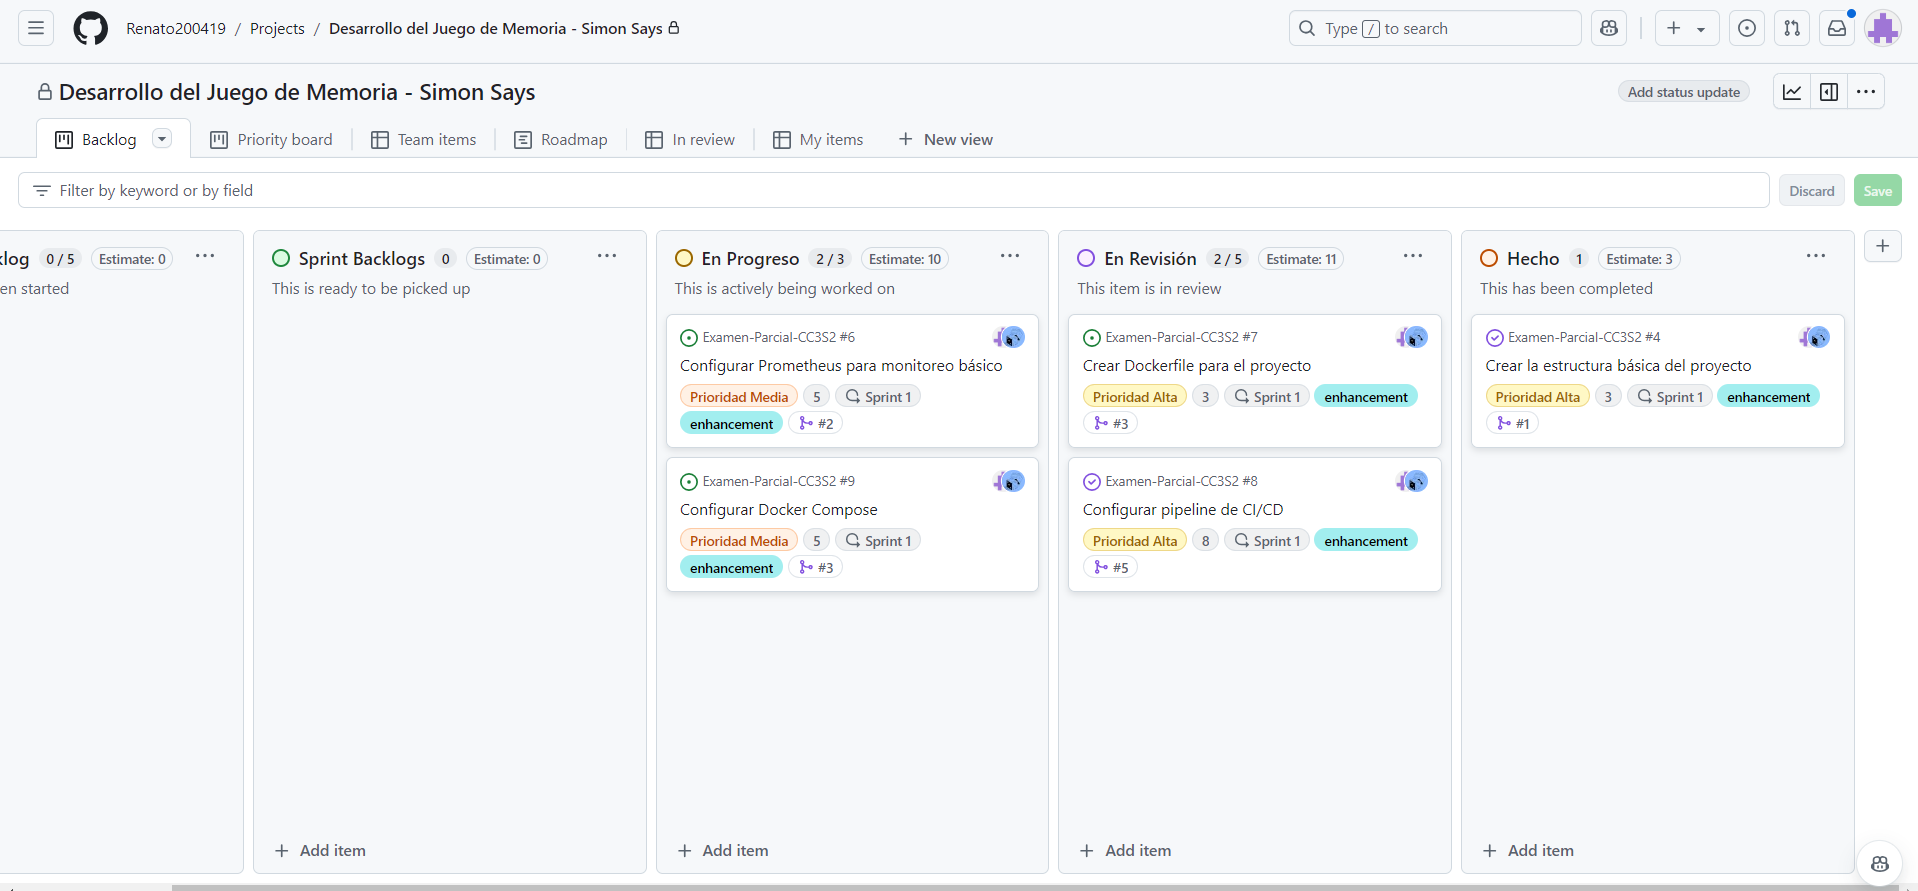 Renato200419 / Projects / Desarrollo del Juego de Memoria - Simon Says
Type / to search
Desarrollo del Juego de Memoria - Simon Says
Add status update
Backlog
Priority board
Team items
Roadmap
In review
My items
New view
Filter by keyword or by field
Discard
Save
klog 0 / 5 Estimate: 0
en started
Sprint Backlogs 0 Estimate: 0
This is ready to be picked up
Add item
En Progreso 2 / 3 Estimate: 10
This is actively being worked on
Examen-Parcial-CC3S2 #6
Configurar Prometheus para monitoreo básico
Prioridad Media 5 Sprint 1
enhancement #2
Examen-Parcial-CC3S2 #9
Configurar Docker Compose
Prioridad Media 5 Sprint 1
enhancement #3
Add item
En Revisión 2 / 5 Estimate: 11
This item is in review
Examen-Parcial-CC3S2 #7
Crear Dockerfile para el proyecto
Prioridad Alta 3 Sprint 1 enhancement
#3
Examen-Parcial-CC3S2 #8
Configurar pipeline de CI/CD
Prioridad Alta 8 Sprint 1 enhancement
#5
Add item
Hecho 1 Estimate: 3
This has been completed
Examen-Parcial-CC3S2 #4
Crear la estructura básica del proyecto
Prioridad Alta 3 Sprint 1 enhancement
#1
Add item